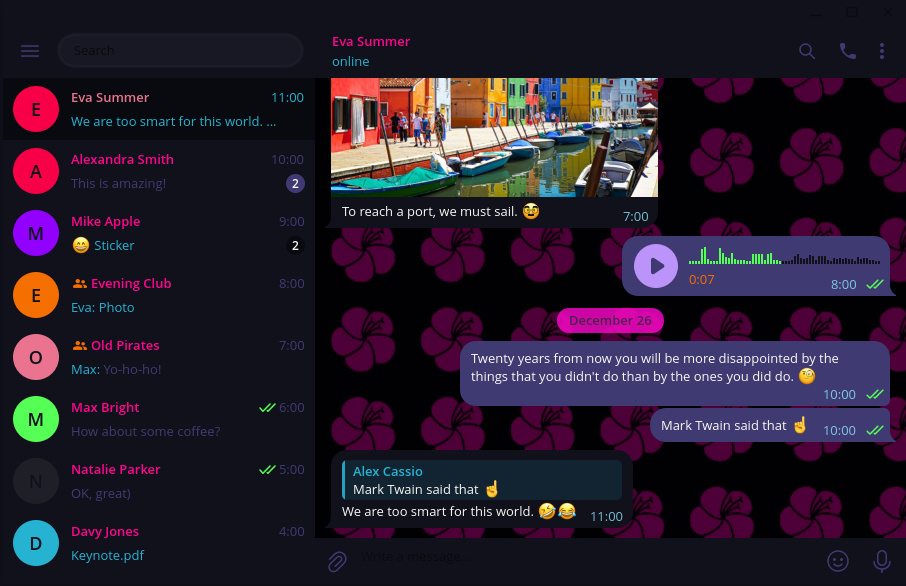 Search
E
Eva Summer
11:00
We are too smart for this world. ...
A
Alexandra Smith
10:00
This is amazing!
2
M
Mike Apple
9:00
Sticker
2
E
Evening Club
8:00
Eva: Photo
O
Old Pirates
7:00
Max: Yo-ho-ho!
M
Max Bright
6:00
How about some coffee?
N
Natalie Parker
5:00
OK, great)
D
Davy Jones
4:00
Keynote.pdf
Eva Summer
online
To reach a port, we must sail.
7:00
0:07
8:00
December 26
Twenty years from now you will be more disappointed by the
things that you didn't do than by the ones you did do.
10:00
Mark Twain said that
10:00
Alex Cassio
Mark Twain said that
We are too smart for this world.
11:00
Write a message...